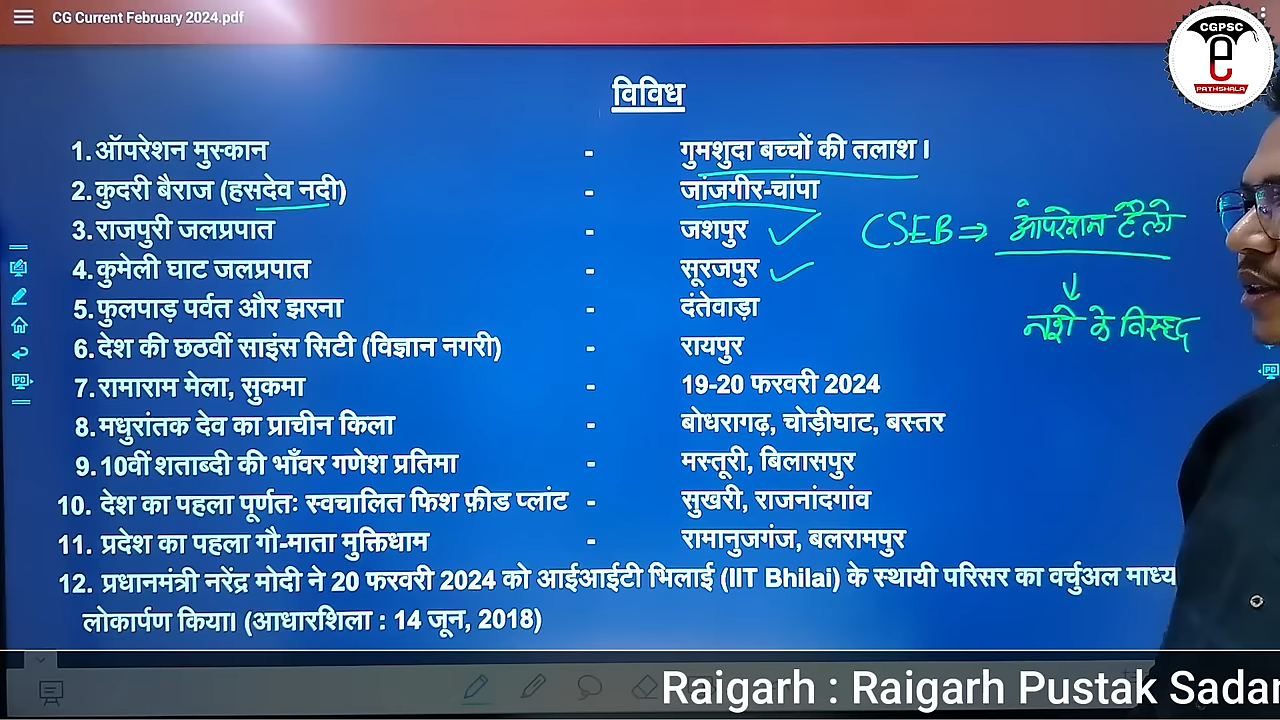 CG Current February 2024.pdf
CGPSC
e
PATHSHALA
विविध
1. ऑपरेशन मुस्कान - गुमशुदा बच्चों की तलाश।
2. कुदरी बैराज (हसदेव नदी) - जांजगीर-चांपा
3. राजपुरी जलप्रपात - जशपुर
CSEB ⇒ ऑपरेशन हैलो
4. कुमेली घाट जलप्रपात - सूरजपुर
5. फुलपाड़ पर्वत और झरना - दंतेवाड़ा
नशे के विरुद्ध
6. देश की छठवीं साइंस सिटी (विज्ञान नगरी) - रायपुर
7. रामाराम मेला, सुकमा - 19-20 फरवरी 2024
8. मधुरांतक देव का प्राचीन किला - बोधरागढ़, चोड़ीघाट, बस्तर
9. 10वीं शताब्दी की भाँवर गणेश प्रतिमा - मस्तूरी, बिलासपुर
10. देश का पहला पूर्णतः स्वचालित फिश फ़ीड प्लांट - सुखरी, राजनांदगांव
11. प्रदेश का पहला गौ-माता मुक्तिधाम - रामानुजगंज, बलरामपुर
12. प्रधानमंत्री नरेंद्र मोदी ने 20 फरवरी 2024 को आईआईटी भिलाई (IIT Bhilai) के स्थायी परिसर का वर्चुअल माध्य
लोकार्पण किया। (आधारशिला : 14 जून, 2018)
Raigarh : Raigarh Pustak Sadan